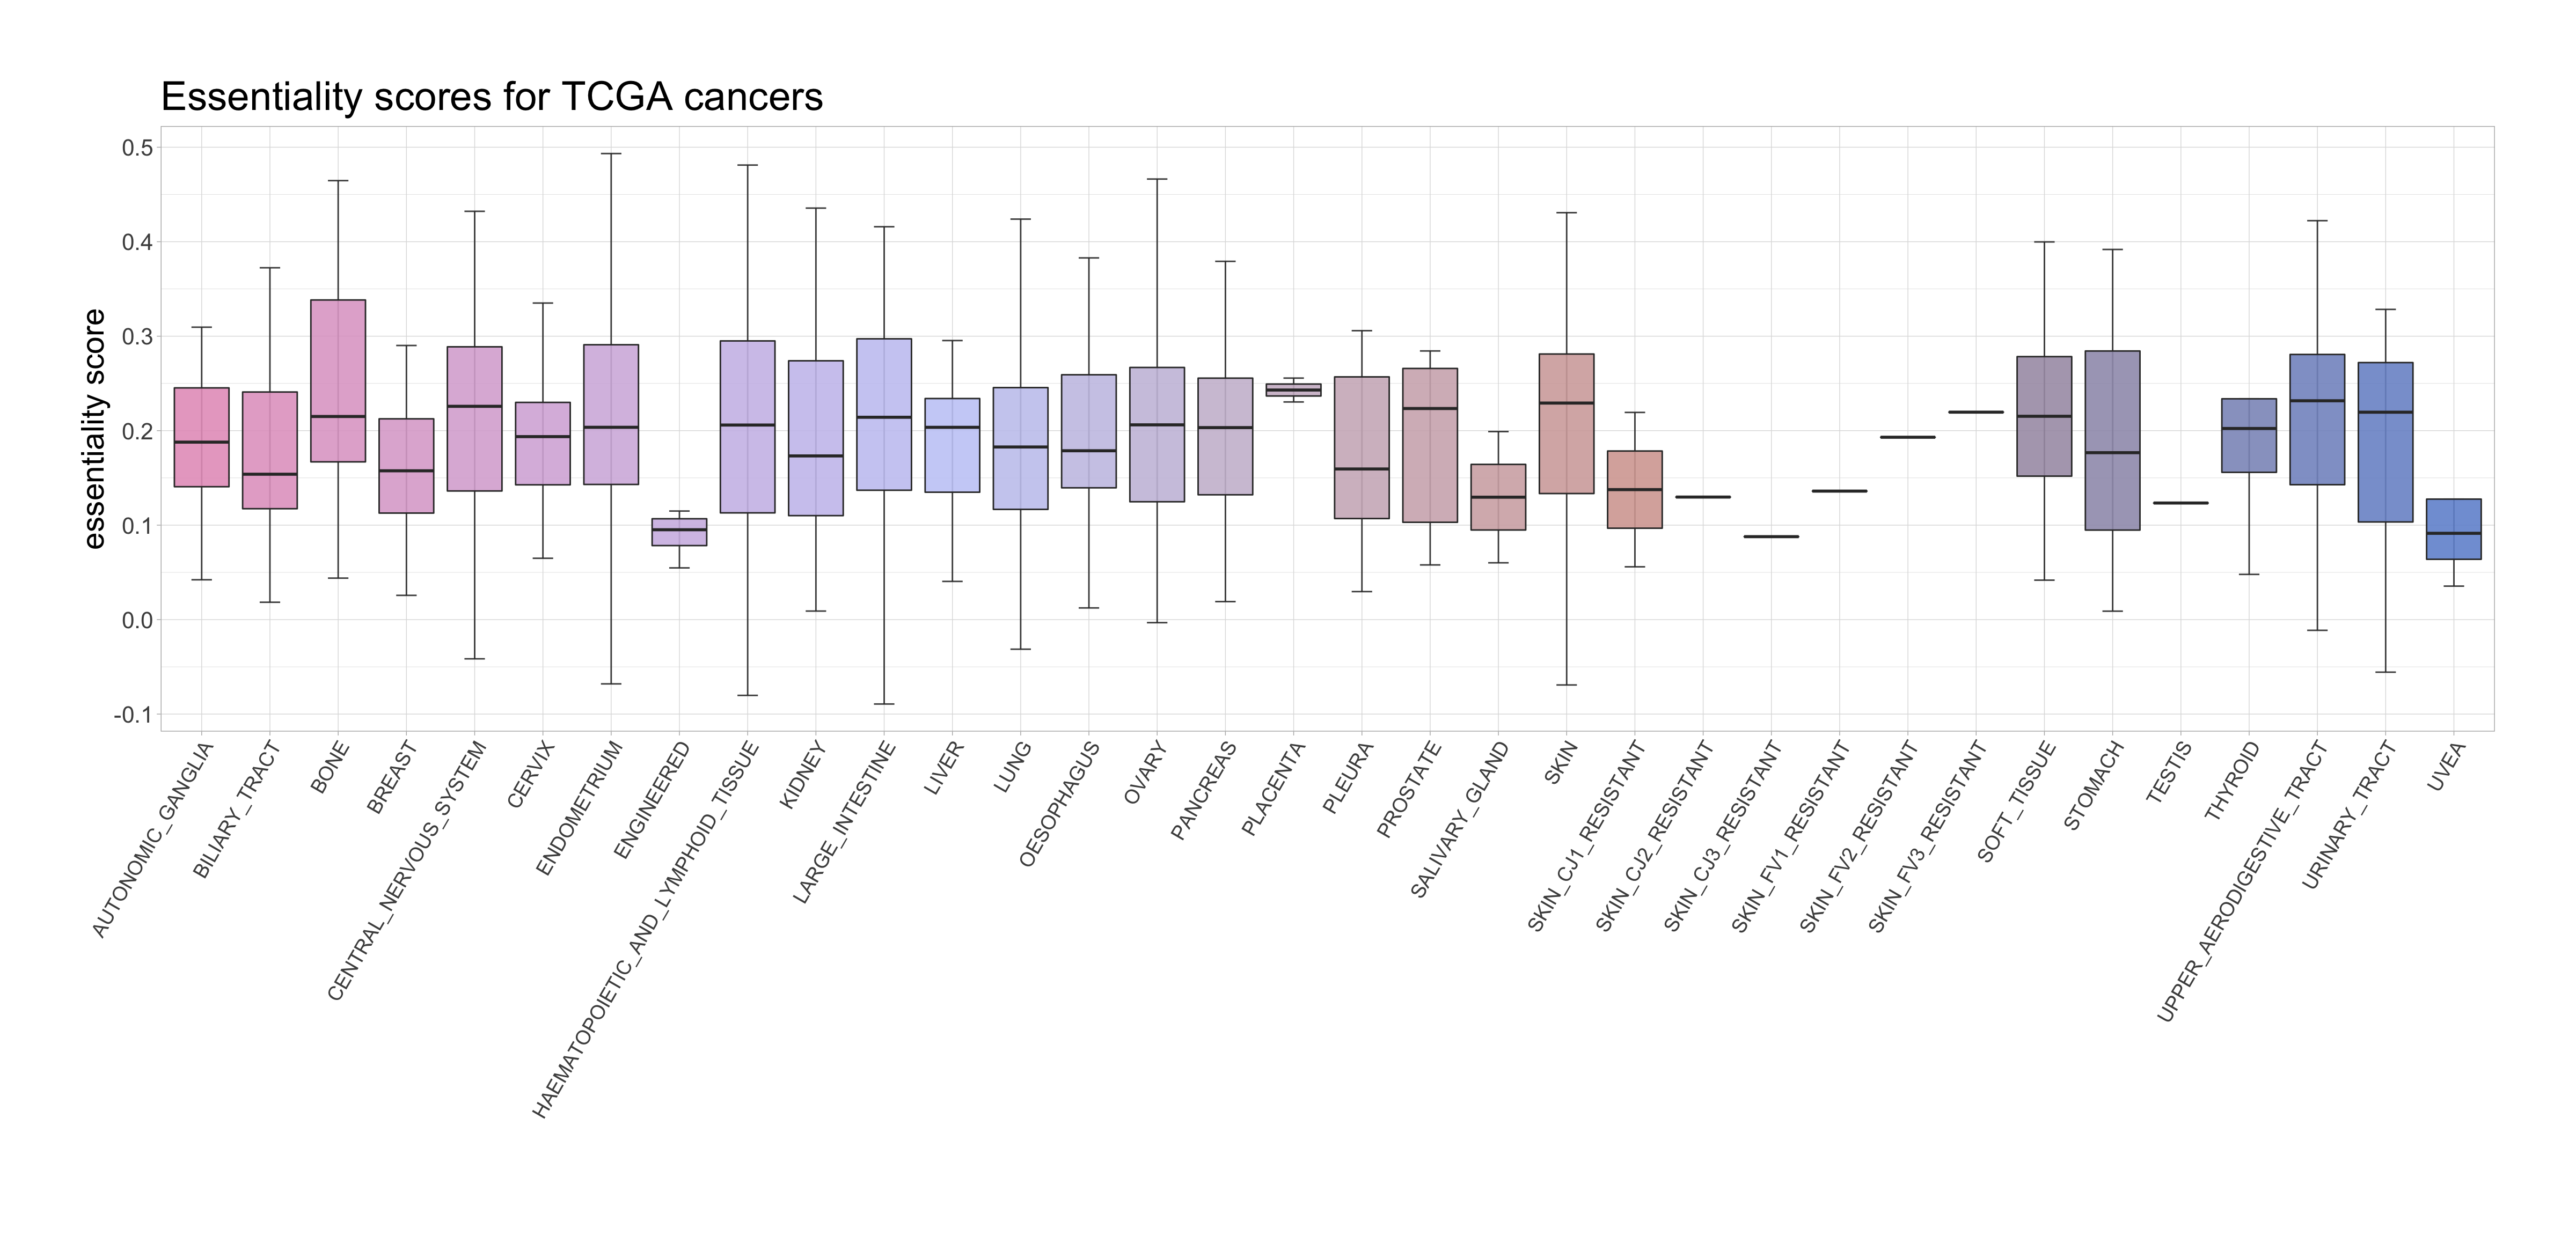 Essentiality scores for TCGA cancers
essentiality score
0.5
0.4
0.3
0.2
0.1
0.0
-0.1
AUTONOMIC_GANGLIA
BILIARY_TRACT
BONE
BREAST
CENTRAL_NERVOUS_SYSTEM
CERVIX
ENDOMETRIUM
ENGINEERED
HAEMATOPOIETIC_AND_LYMPHOID_TISSUE
KIDNEY
LARGE_INTESTINE
LIVER
LUNG
OESOPHAGUS
OVARY
PANCREAS
PLACENTA
PLEURA
PROSTATE
SALIVARY_GLAND
SKIN
SKIN_CJ1_RESISTANT
SKIN_CJ2_RESISTANT
SKIN_CJ3_RESISTANT
SKIN_FV1_RESISTANT
SKIN_FV2_RESISTANT
SKIN_FV3_RESISTANT
SOFT_TISSUE
STOMACH
TESTIS
THYROID
UPPER_AERODIGESTIVE_TRACT
URINARY_TRACT
UVEA